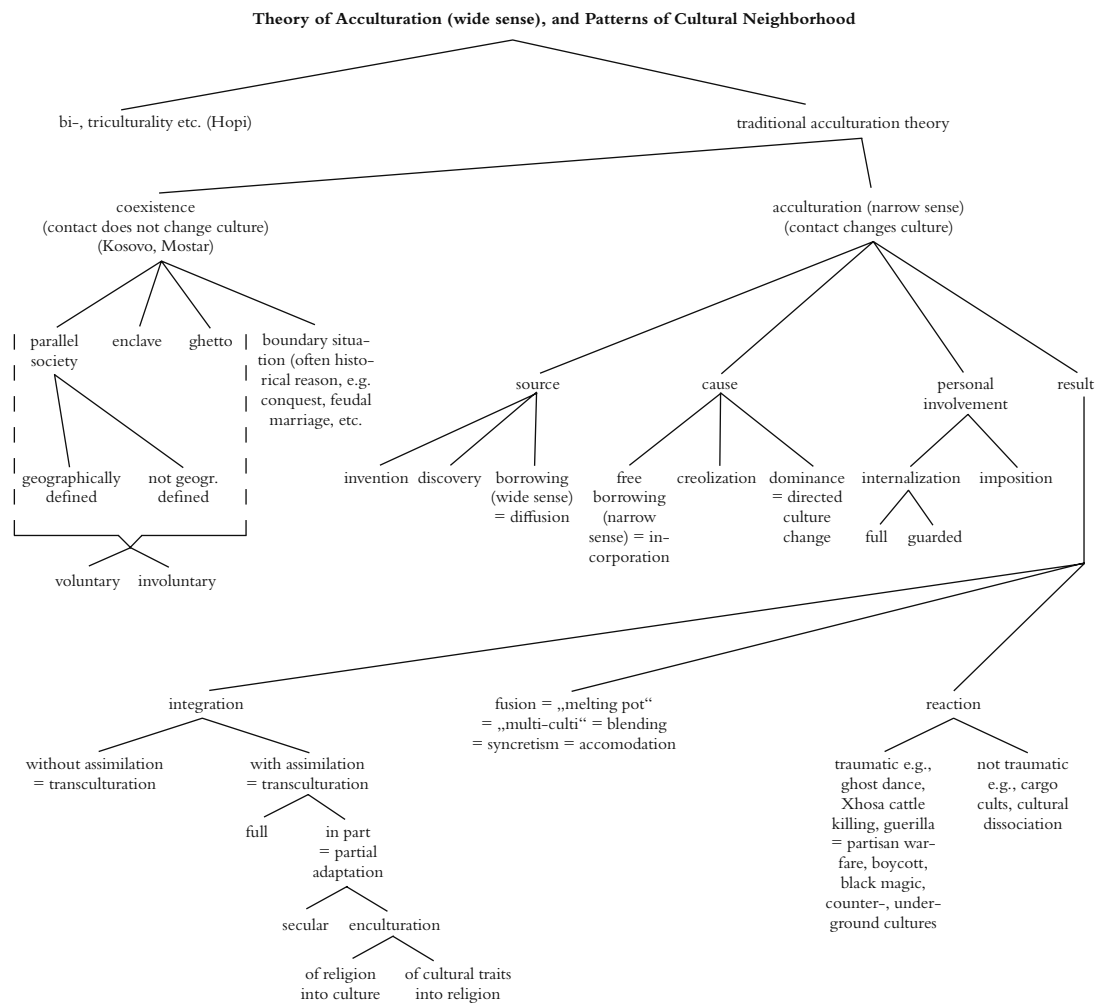 Theory of Acculturation (wide sense), and Patterns of Cultural Neighborhood
bi-, triculturality etc. (Hopi)
traditional acculturation theory
coexistence
(contact does not change culture)
(Kosovo, Mostar)
acculturation (narrow sense)
(contact changes culture)
parallel
society
enclave
ghetto
boundary situa-
tion (often histo-
rical reason, e.g.
conquest, feudal
marriage, etc.
geographically
defined
not geogr.
defined
voluntary
involuntary
source
cause
personal
involvement
result
invention
discovery
borrowing
(wide sense)
= diffusion
free
borrowing
(narrow
sense) = in-
corporation
creolization
dominance
= directed
culture
change
internalization
imposition
full
guarded
integration
fusion = „melting pot“
= „multi-culti“ = blending
= syncretism = accomodation
reaction
without assimilation
= transculturation
with assimilation
= transculturation
full
in part
= partial
adaptation
secular
enculturation
of religion
into culture
of cultural traits
into religion
traumatic e.g.,
ghost dance,
Xhosa cattle
killing, guerilla
= partisan war-
fare, boycott,
black magic,
counter-, under-
ground cultures
not traumatic
e.g., cargo
cults, cultural
dissociation